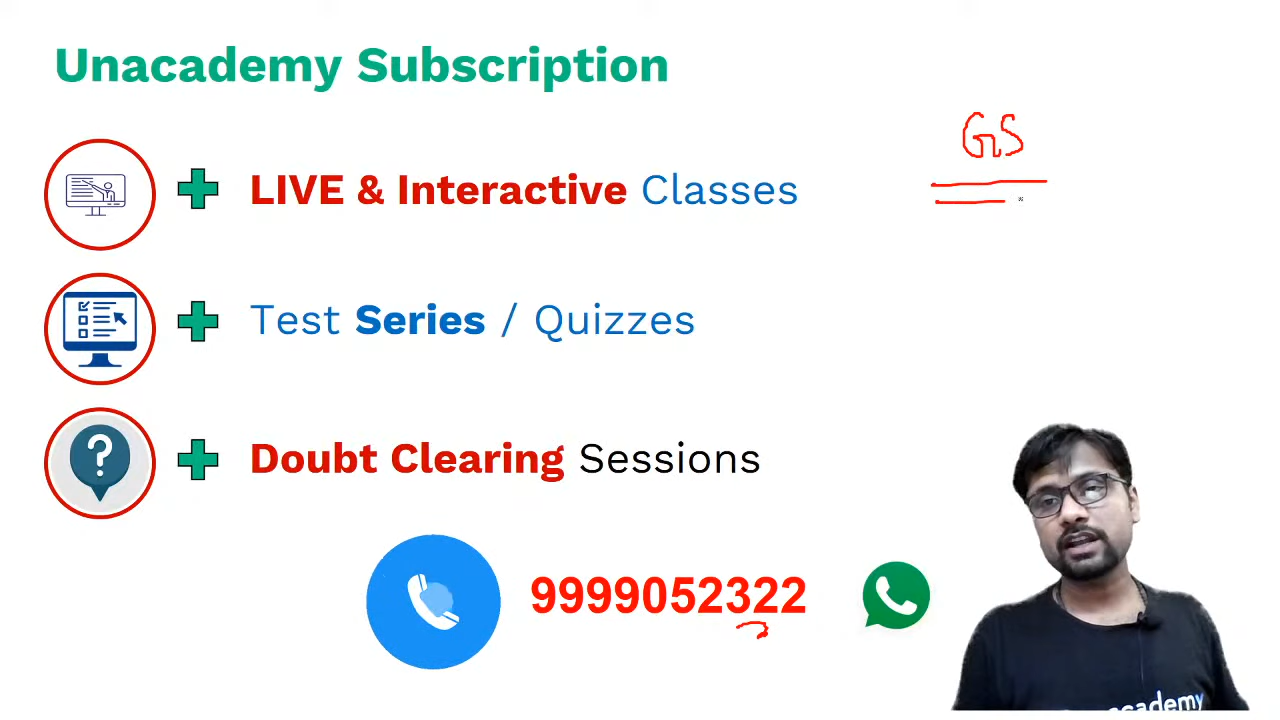 Unacademy Subscription
GS
LIVE & Interactive Classes
Test Series / Quizzes
Doubt Clearing Sessions
9999052322